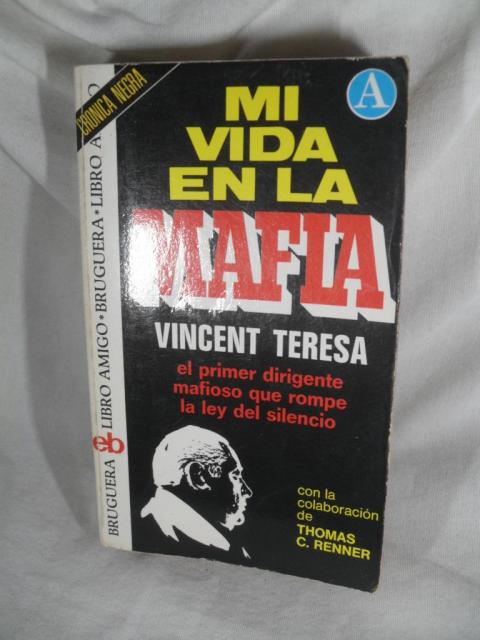 CRONICA NEGRA
A
MI
VIDA
EN LA
MAFIA
VINCENT TERESA
el primer dirigente
mafioso que rompe
la ley del silencio
con la
colaboración
de
THOMAS
C. RENNER
BRUGUERA eb LIBRO AMIGO * BRUGUERA * LIBRO A O